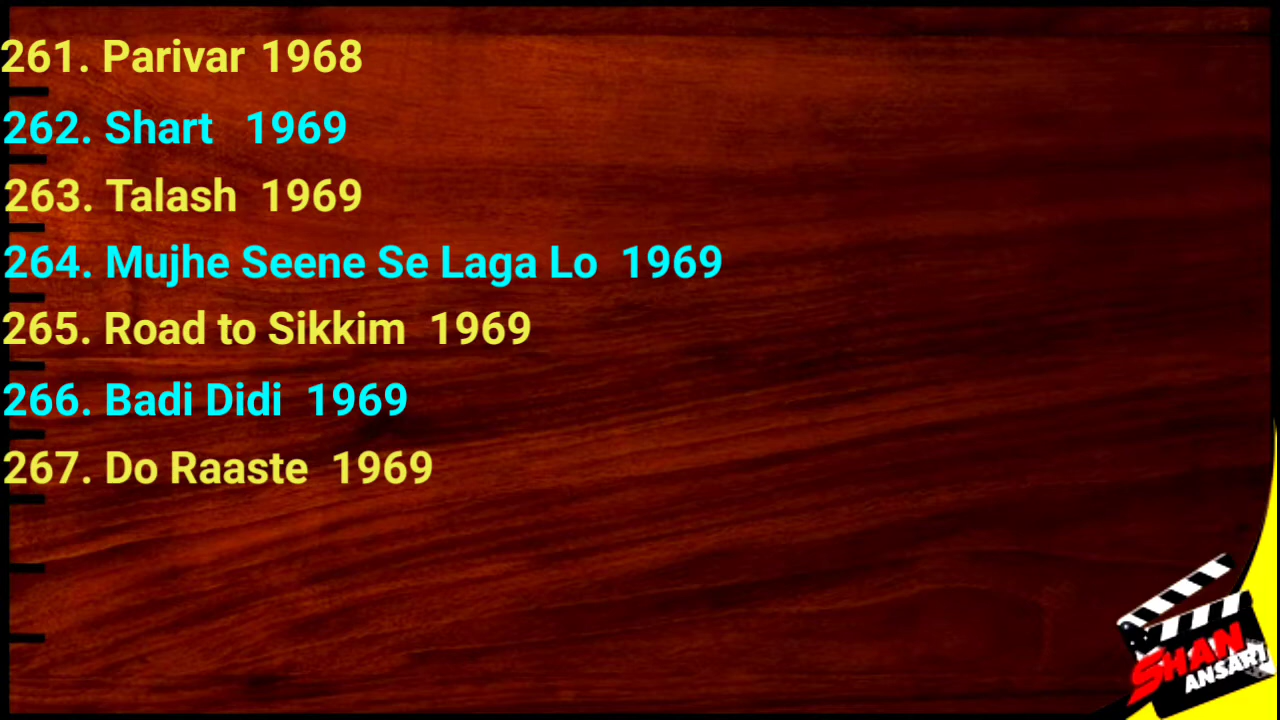 261. Parivar 1968
262. Shart 1969
263. Talash 1969
264. Mujhe Seene Se Laga Lo 1969
265. Road to Sikkim 1969
266. Badi Didi 1969
267. Do Raaste 1969
SHAN
ANSARI